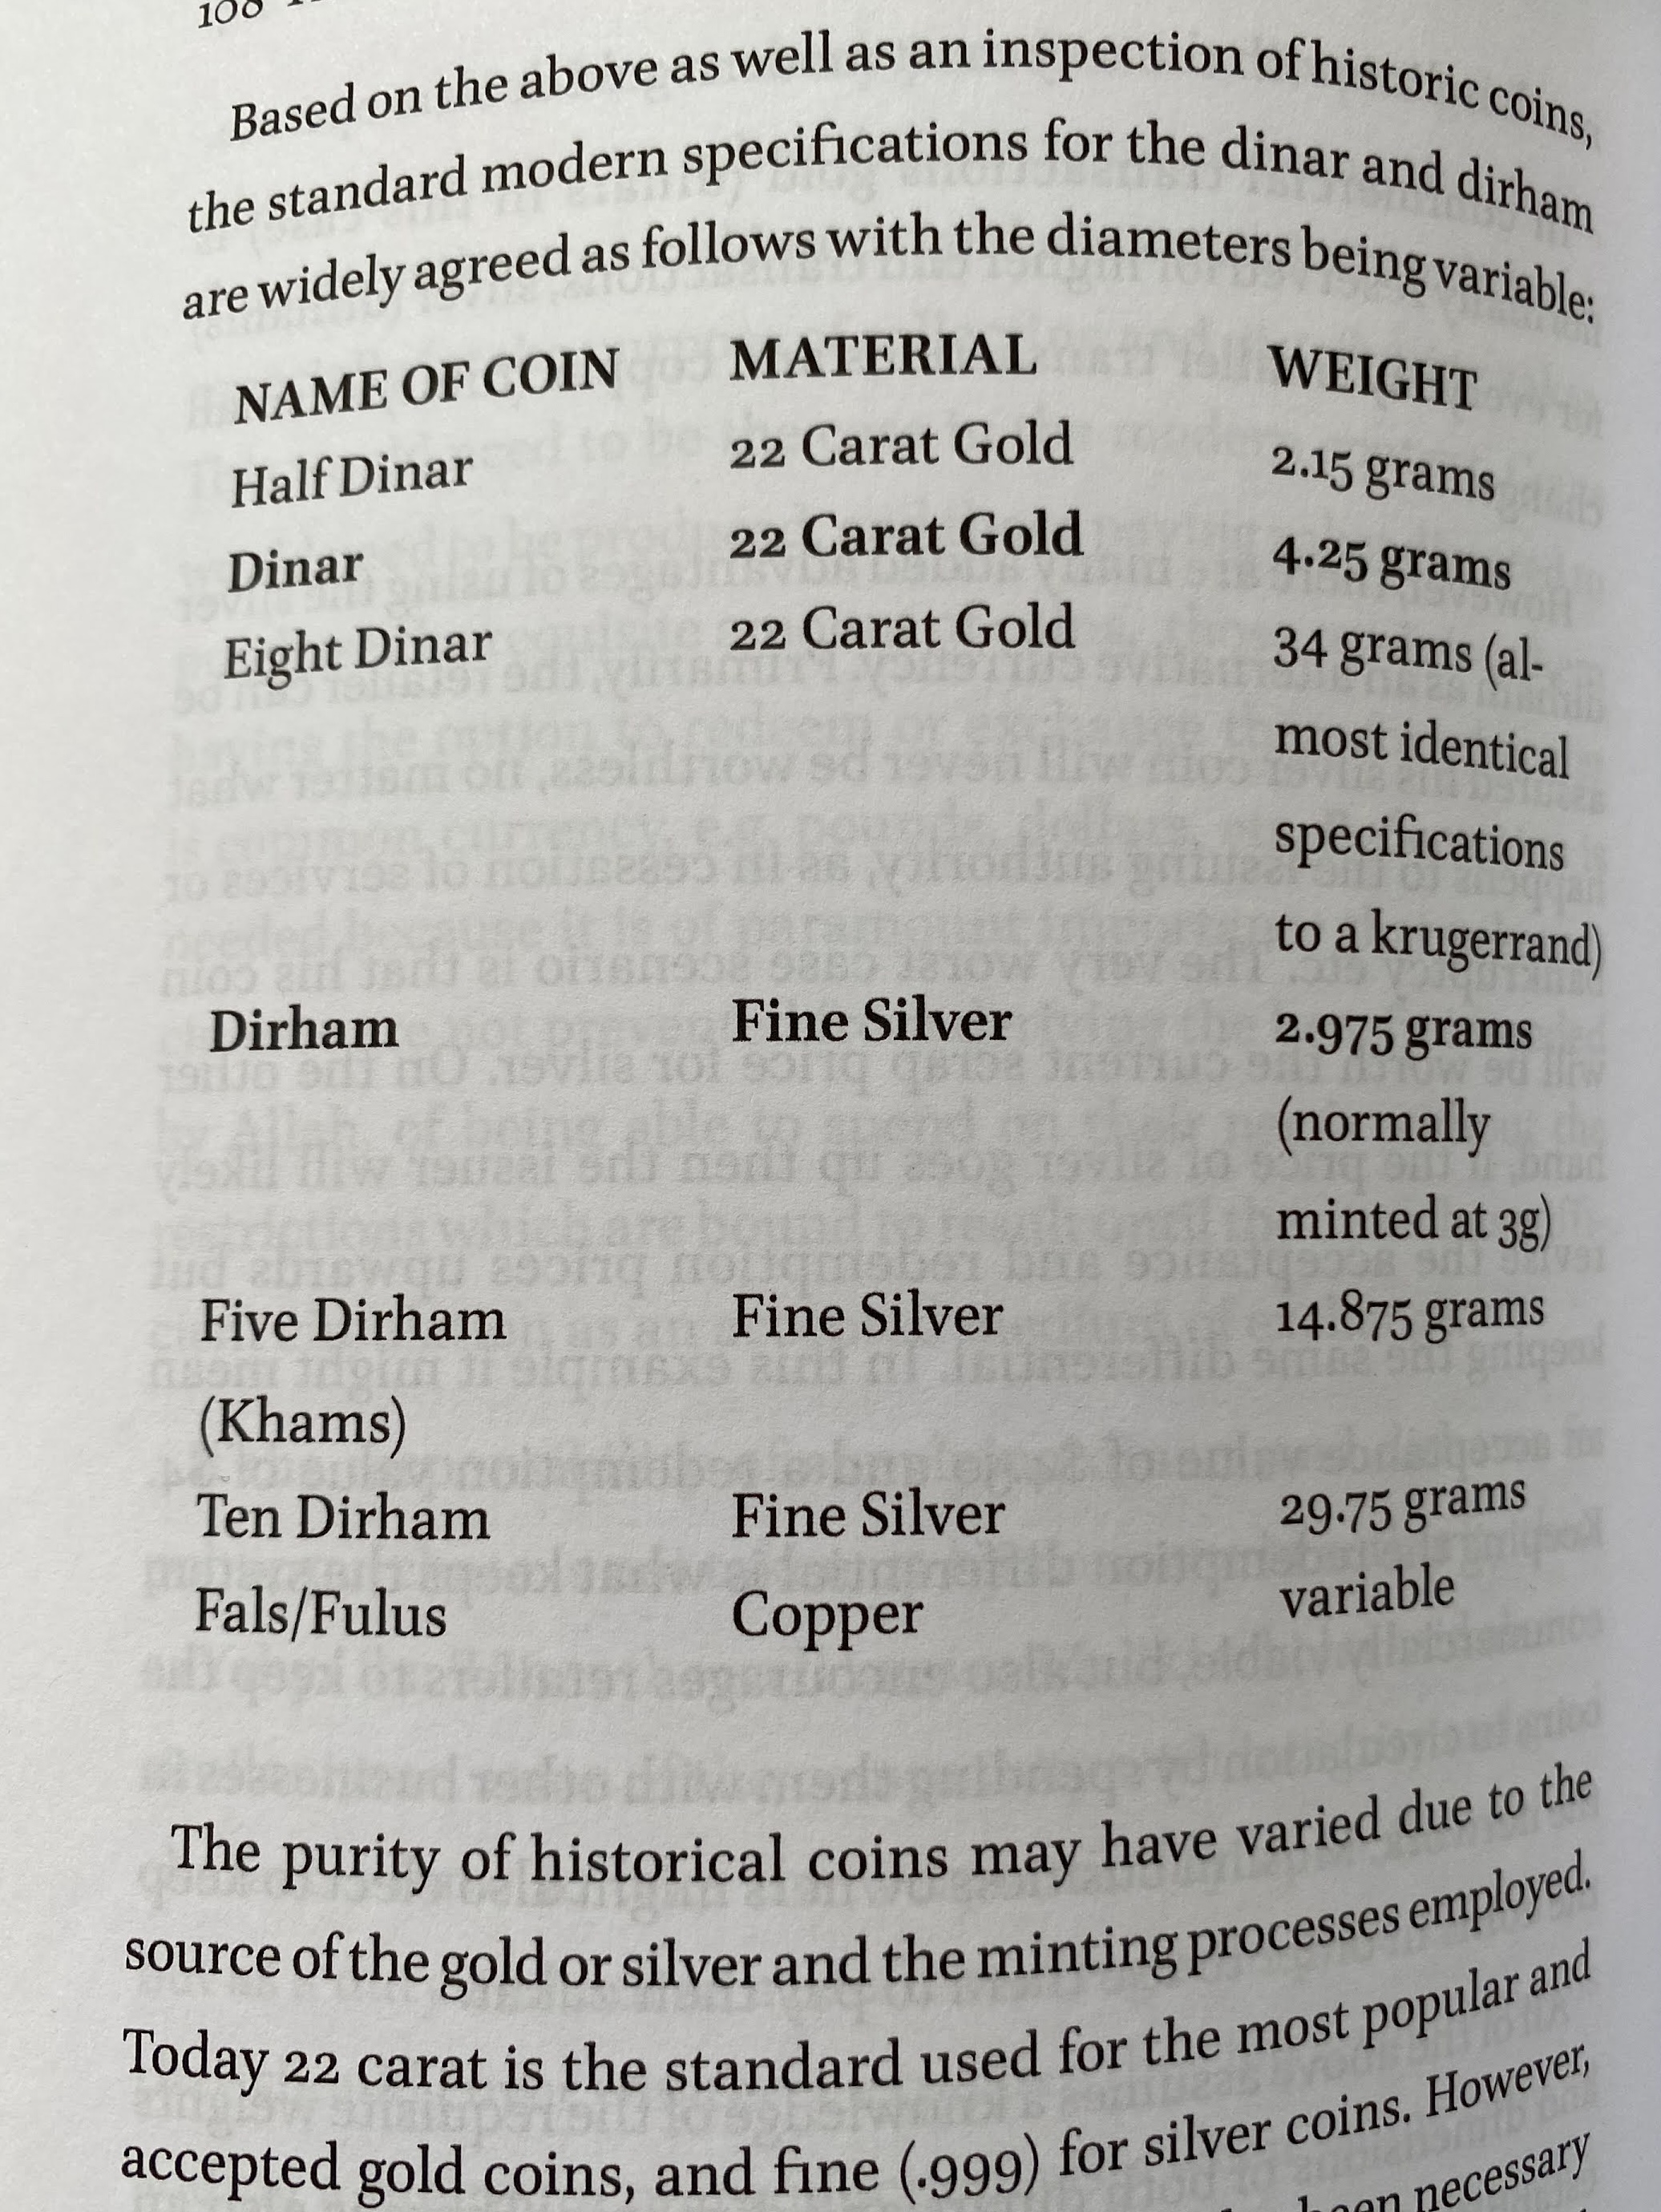 108
Based on the above as well as an inspection of historic coins,
the standard modern specifications for the dinar and dirham
are widely agreed as follows with the diameters being variable:
NAME OF COIN MATERIAL WEIGHT
Half Dinar 22 Carat Gold 2.15 grams
Dinar 22 Carat Gold 4.25 grams
Eight Dinar 22 Carat Gold 34 grams (al-
most identical
specifications
to a krugerrand)
Dirham Fine Silver 2.975 grams
(normally
minted at 3g)
Five Dirham Fine Silver 14.875 grams
(Khams)
Ten Dirham Fine Silver 29.75 grams
Fals/Fulus Copper variable
The purity of historical coins may have varied due to the
source of the gold or silver and the minting processes employed.
Today 22 carat is the standard used for the most popular and
accepted gold coins, and fine (.999) for silver coins. However,
been necessary